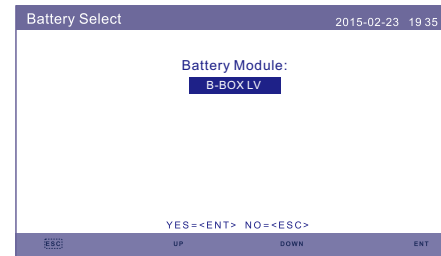 Battery Select 2015-02-23 19 35
Battery Module:
B-BOX LV
YES=<ENT> NO=<ESC>
ESC UP DOWN ENT